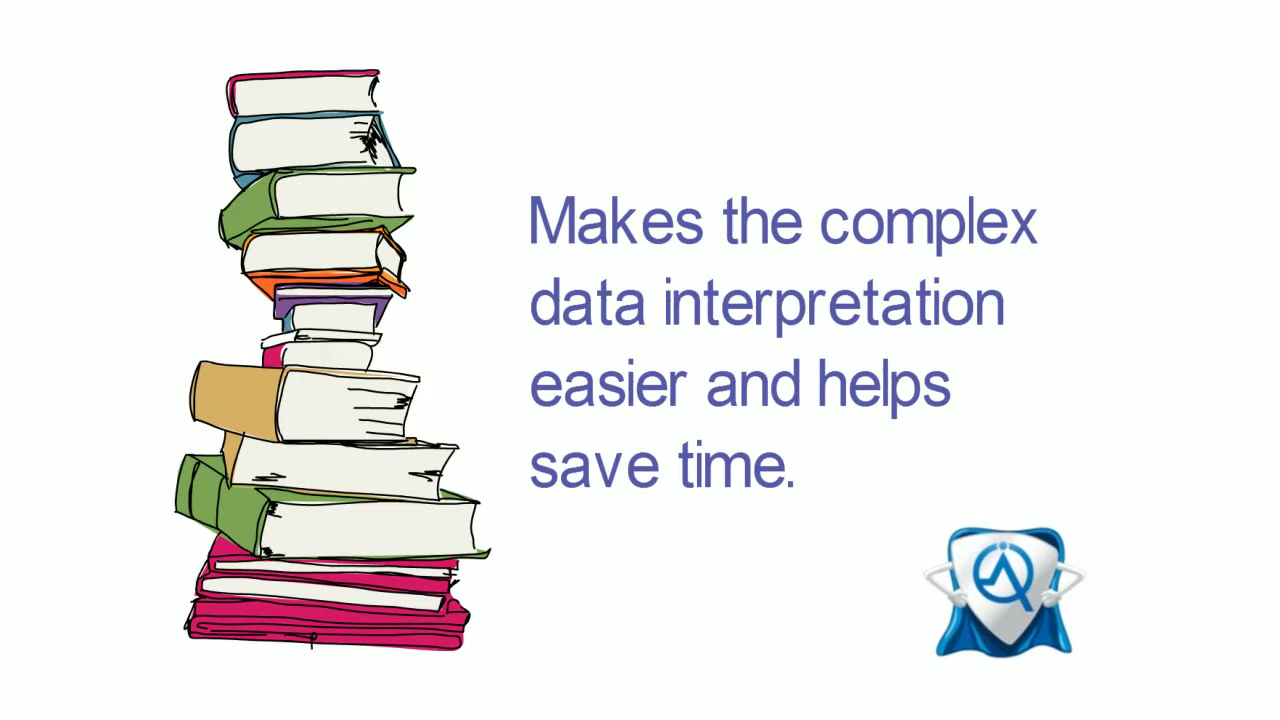 Makes the complex
data interpretation
easier and helps
save time.